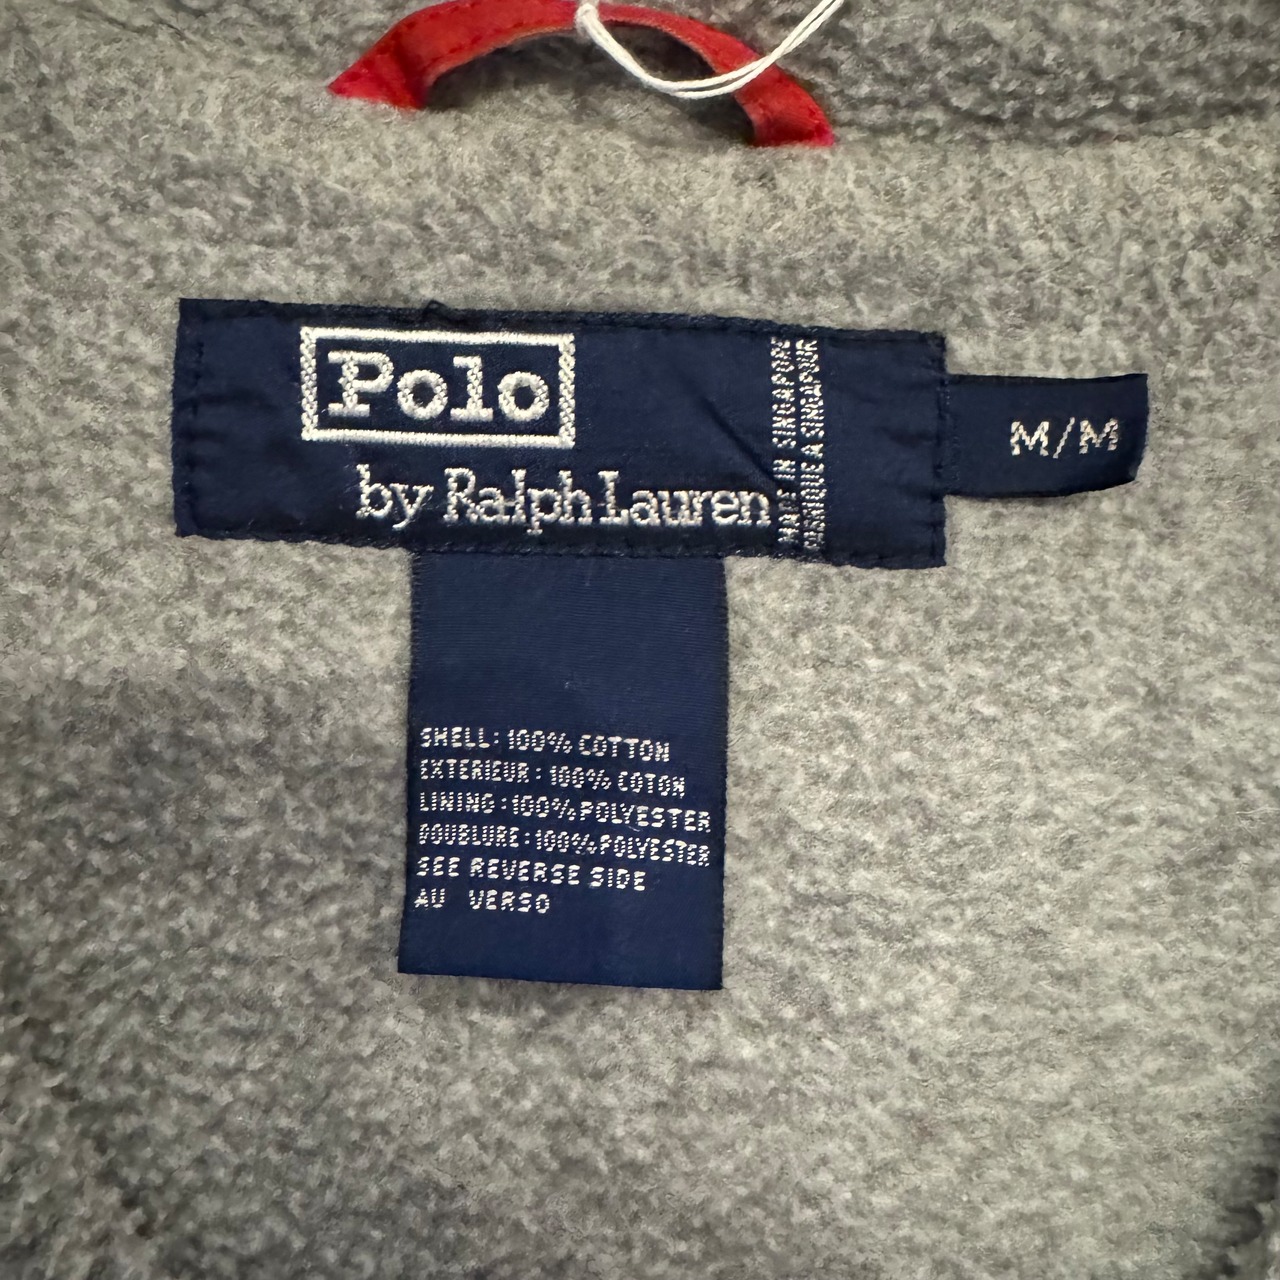 Polo
by Ralph Lauren
MADE IN SINGAPORE
FABRIQUE A SINGAPOUR
M/M
SHELL: 100% COTTON
EXTERIEUR: 100% COTON
LINING: 100% POLYESTER
DOUBLURE: 100% POLYESTER
SEE REVERSE SIDE
AU VERSO